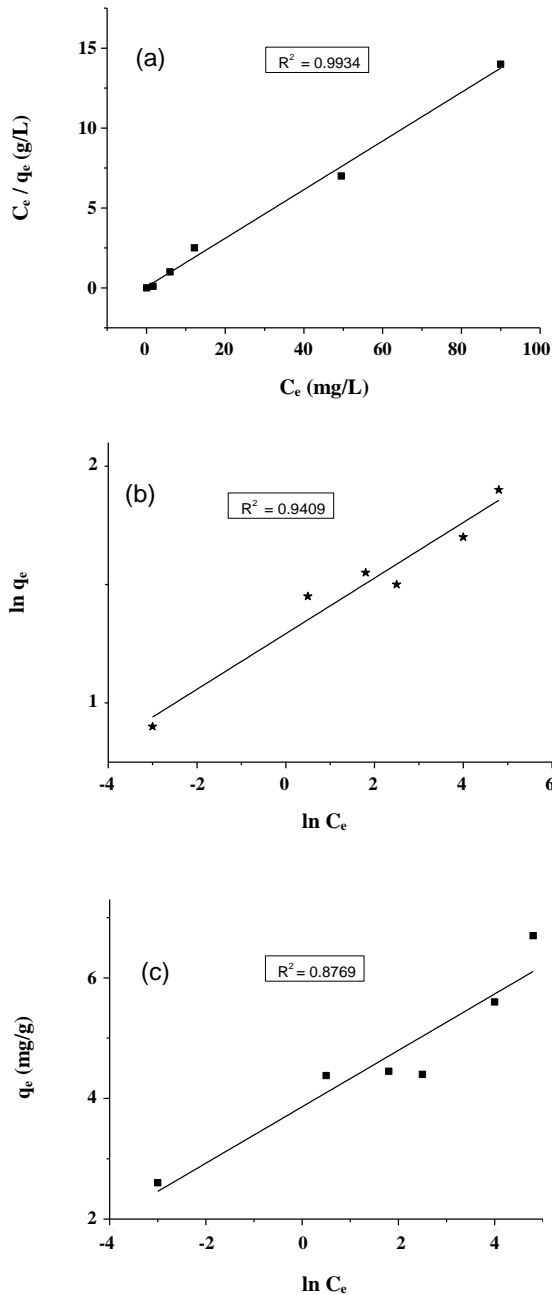 (a)
R² = 0.9934
15
10
5
0
Cₑ / qₑ (g/L)
0 20 40 60 80 100
Cₑ (mg/L)
2
(b)
R² = 0.9409
ln qₑ
1
-4 -2 0 2 4 6
ln Cₑ
(c)
R² = 0.8769
6
qₑ (mg/g)
4
2
-4 -2 0 2 4
ln Cₑ